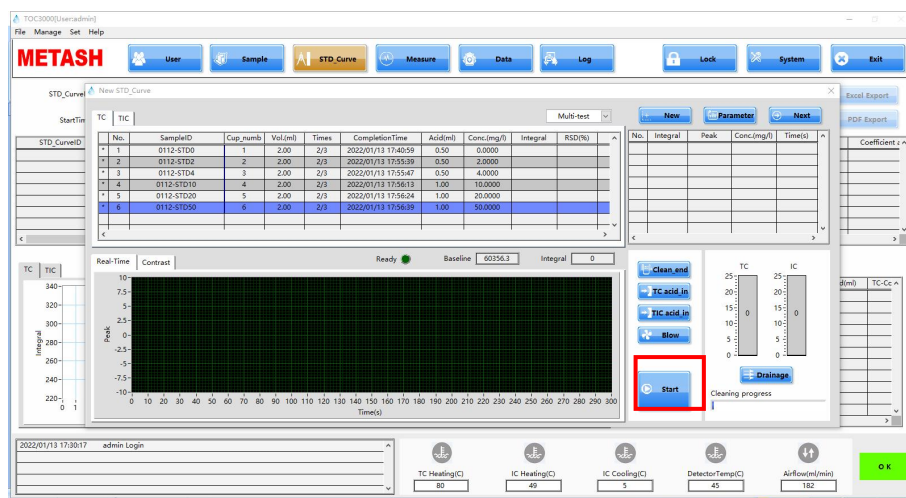 TOC3000[User:admin]
File Manage Set Help
METASH User Sample STD_Curve Measure Data Log Lock System Exit
STD_Curvel
New STD_Curve
Excel Export
StartTim
TC TIC
Multi-test
New Parameter Next
PDF Export
STD_CurveID
No. SampleID Cup_numb Vol.(ml) Times CompletionTime Acid(ml) Conc.(mg/l) Integral RSD(%)
No. Integral Peak Conc.(mg/l) Time(s)
Coefficient a
* 1 0112-STD0 1 2.00 2/3 2022/01/13 17:40:59 0.50 0.0000
* 2 0112-STD2 2 2.00 2/3 2022/01/13 17:55:39 0.50 2.0000
* 3 0112-STD4 3 2.00 2/3 2022/01/13 17:55:47 0.50 4.0000
* 4 0112-STD10 4 2.00 2/3 2022/01/13 17:56:13 1.00 10.0000
* 5 0112-STD20 5 2.00 2/3 2022/01/13 17:56:24 1.00 20.0000
* 6 0112-STD50 6 2.00 2/3 2022/01/13 17:56:39 1.00 50.0000
Real-Time Contrast
Ready
Baseline 60356.3
Integral 0
TC TIC
Integral
340
320
300
280
260
240
220
0 1
Peak
10
7.5
5
2.5
0
-2.5
-5
-7.5
-10
0 10 20 30 40 50 60 70 80 90 100 110 120 130 140 150 160 170 180 190 200 210 220 230 240 250 260 270 280 290 300
Time(s)
Clean_end
TC acid_in
TIC acid_in
Blow
Start
TC IC
25 25
20 20
15 15
0 0
10 10
5 5
0 0
Drainage
Cleaning progress
d(ml) TC-Cc
2022/01/13 17:30:17 admin Login
TC Heating(C) IC Heating(C) IC Cooling(C) DetectorTemp(C) Airflow(ml/min)
80 49 5 45 182
O K